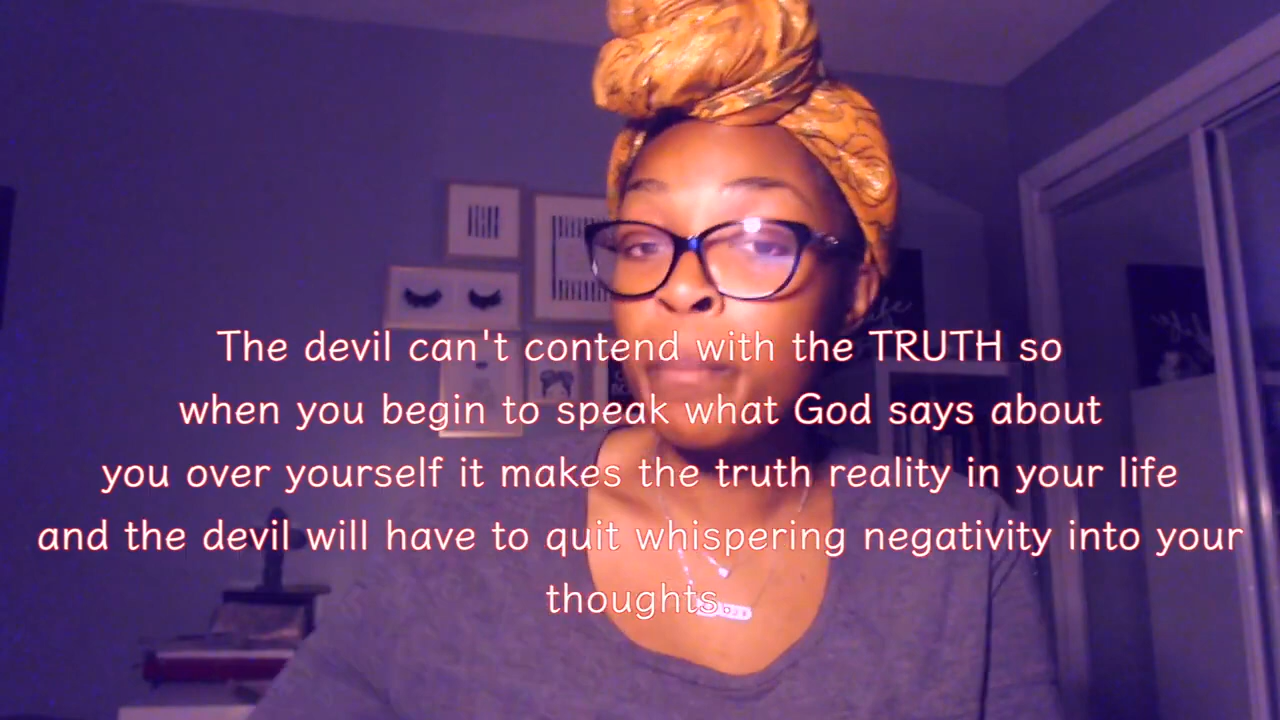 The devil can't contend with the TRUTH so
when you begin to speak what God says about
you over yourself it makes the truth reality in your life
and the devil will have to quit whispering negativity into your
thoughts.
life